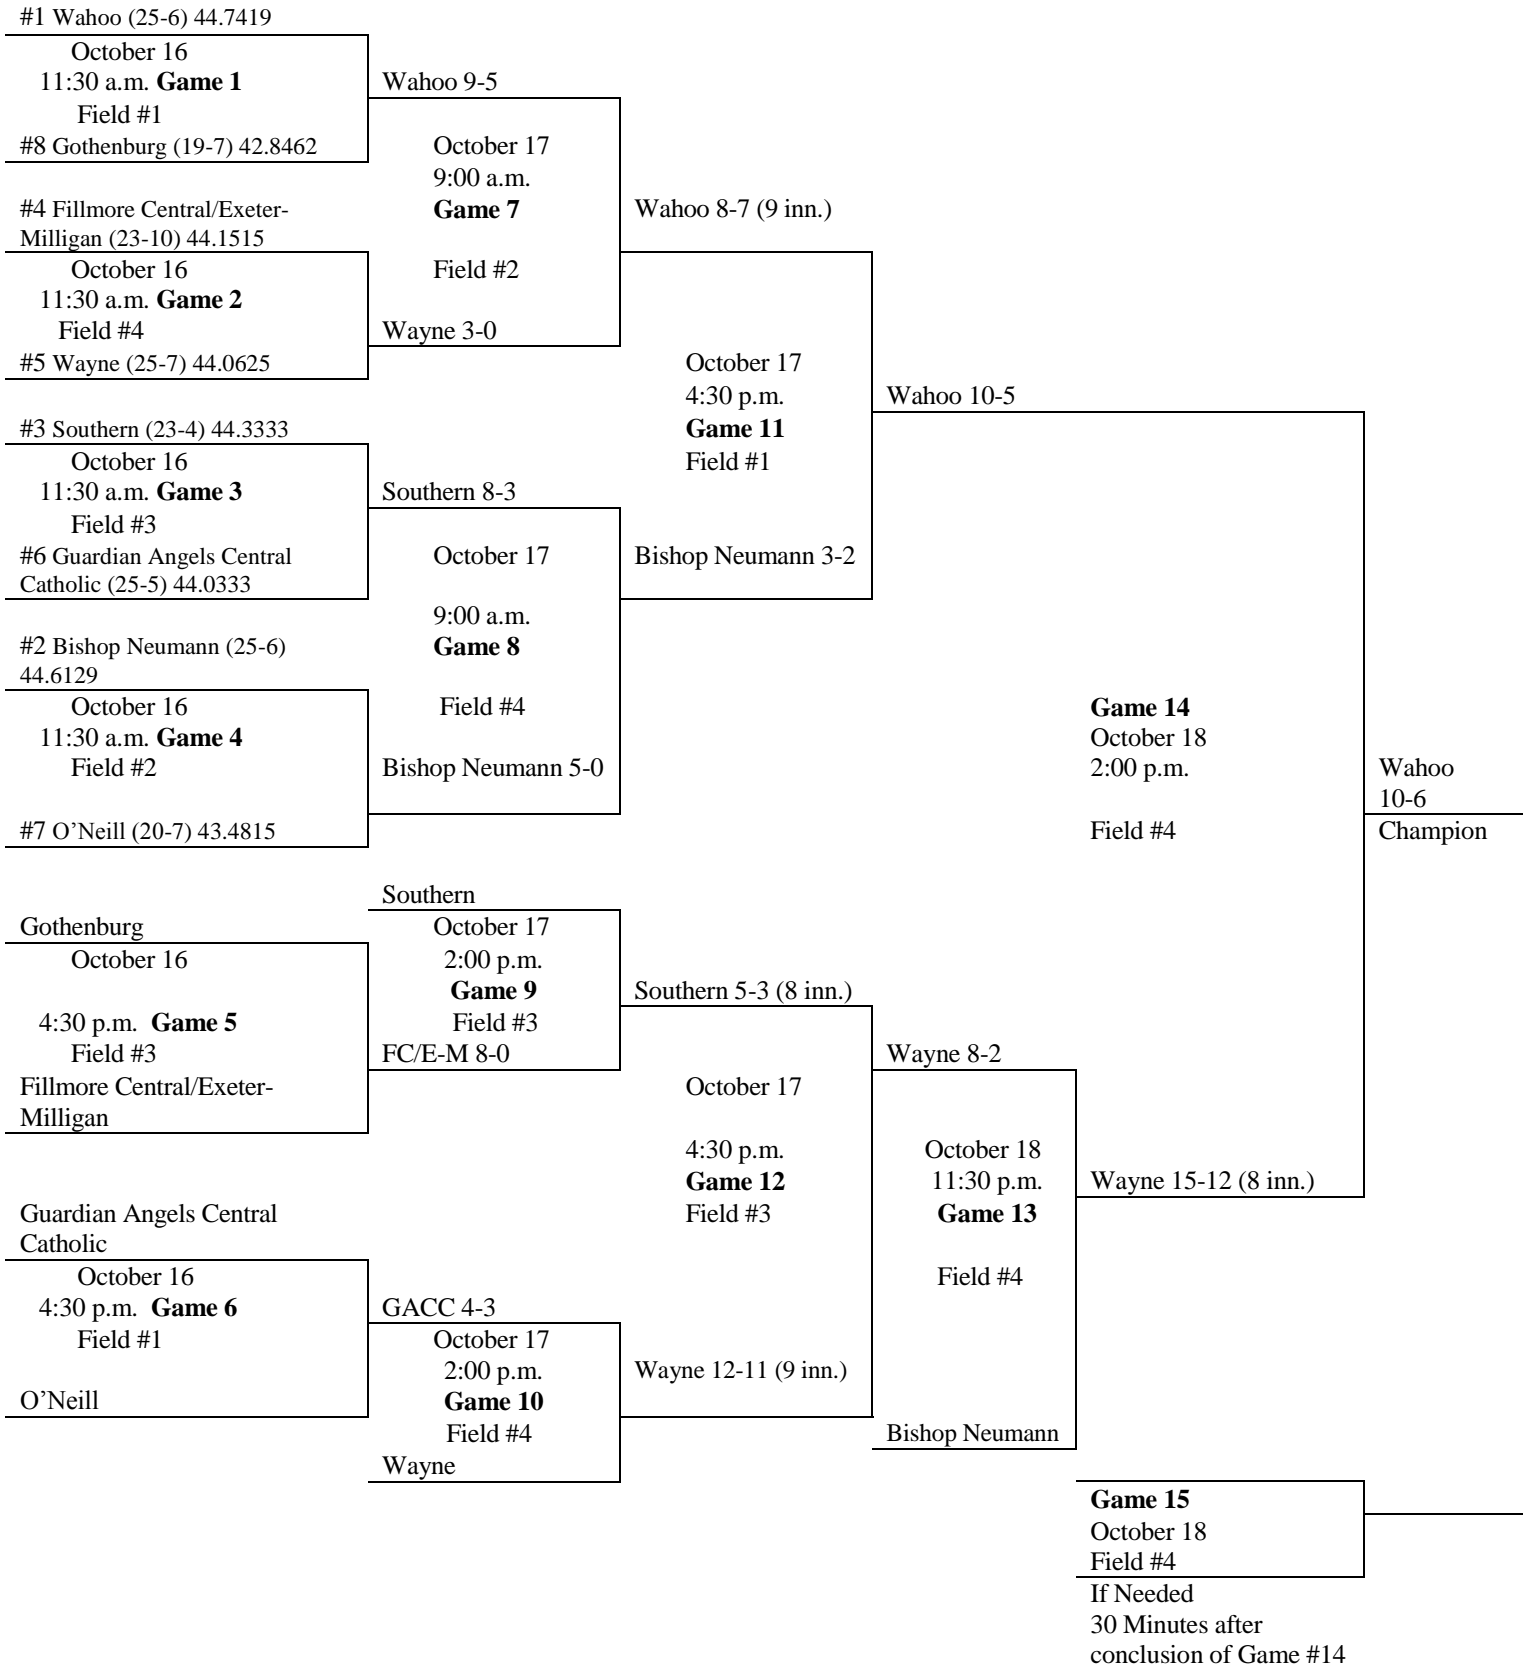 #1 Wahoo (25-6) 44.7419
October 16
11:30 a.m. Game 1
Field #1
#8 Gothenburg (19-7) 42.8462
#4 Fillmore Central/Exeter-
Milligan (23-10) 44.1515
October 16
11:30 a.m. Game 2
Field #4
#5 Wayne (25-7) 44.0625
#3 Southern (23-4) 44.3333
October 16
11:30 a.m. Game 3
Field #3
#6 Guardian Angels Central
Catholic (25-5) 44.0333
#2 Bishop Neumann (25-6)
44.6129
October 16
11:30 a.m. Game 4
Field #2
#7 O’Neill (20-7) 43.4815
Wahoo 9-5
October 17
9:00 a.m.
Game 7
Field #2
Wayne 3-0
Southern 8-3
October 17
9:00 a.m.
Game 8
Field #4
Bishop Neumann 5-0
Wahoo 8-7 (9 inn.)
October 17
4:30 p.m.
Game 11
Field #1
Bishop Neumann 3-2
Wahoo 10-5
Game 14
October 18
2:00 p.m.
Field #4
Wahoo
10-6
Champion
Gothenburg
October 16
4:30 p.m. Game 5
Field #3
Fillmore Central/Exeter-
Milligan
Guardian Angels Central
Catholic
October 16
4:30 p.m. Game 6
Field #1
O’Neill
Southern
October 17
2:00 p.m.
Game 9
Field #3
FC/E-M 8-0
GACC 4-3
October 17
2:00 p.m.
Game 10
Field #4
Wayne
Southern 5-3 (8 inn.)
October 17
4:30 p.m.
Game 12
Field #3
Wayne 12-11 (9 inn.)
Wayne 8-2
October 18
11:30 p.m.
Game 13
Field #4
Bishop Neumann
Wayne 15-12 (8 inn.)
Game 15
October 18
Field #4
If Needed
30 Minutes after
conclusion of Game #14